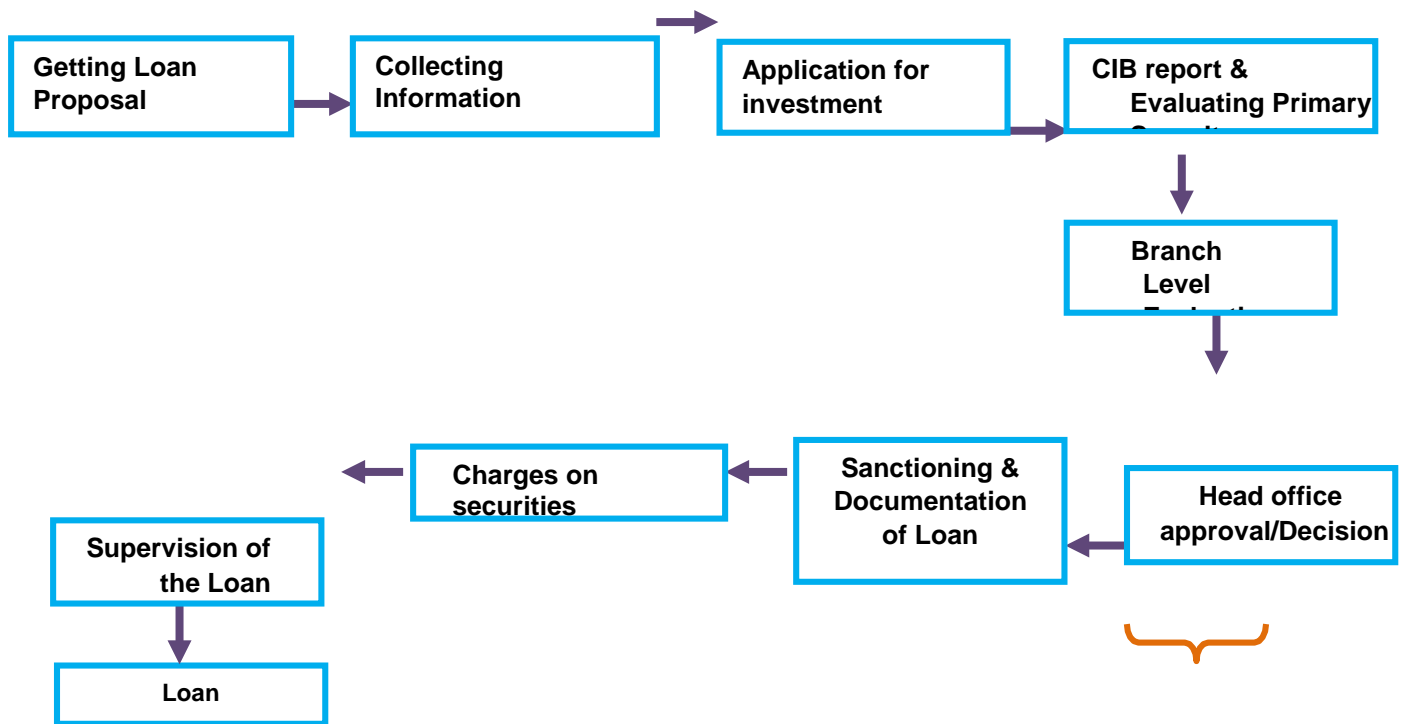 Getting Loan
Proposal
Collecting
Information
Application for
investment
CIB report &
Evaluating Primary
Branch
Level
Head office
approval/Decision
Sanctioning &
Documentation
of Loan
Charges on
securities
Supervision of
the Loan
Loan